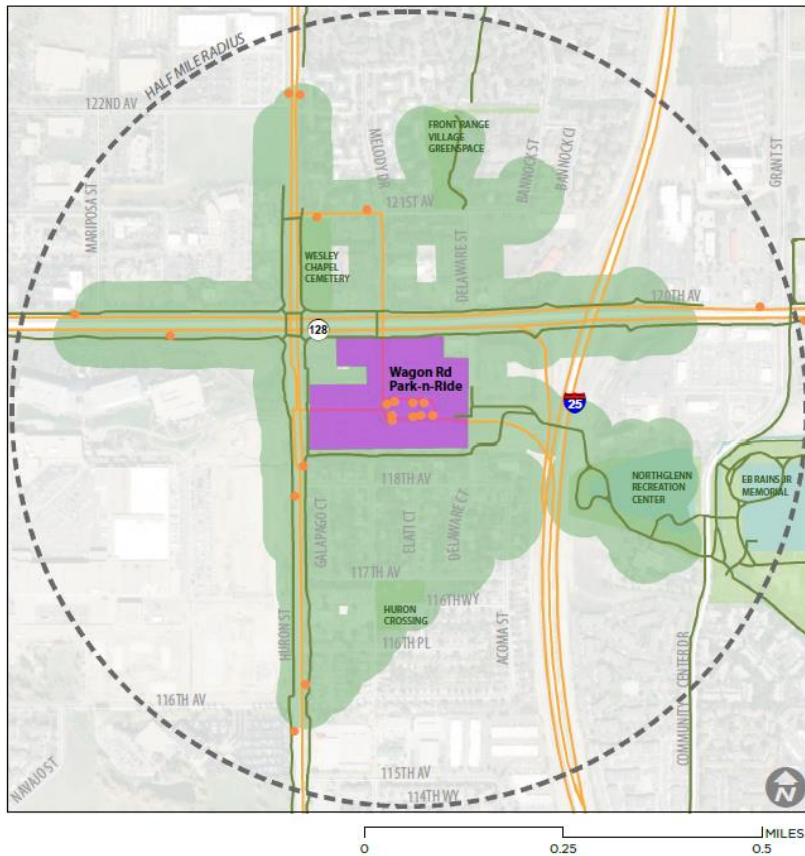 HALF MILE RADIUS
122ND AV
MELODY DR
FRONT RANGE
VILLAGE
GREENSPACE
BANNOCK ST
BANNOCK CI
GRANT ST
MARIPOSA ST
121ST AV
WESLEY
CHAPEL
CEMETERY
DELAWARE ST
120TH AV
128
Wagon Rd
Park-n-Ride
25
118TH AV
NORTHGLENN
RECREATION
CENTER
EB RAINS JR
MEMORIAL
GALAPAGO CT
ELATI CT
DELAWARE CT
117TH AV
116TH WY
HURON
CROSSING
116TH PL
HURON ST
ACOMA ST
COMMUNITY CENTER DR
116TH AV
NAVAJO ST
115TH AV
114TH WY
N
MILES
0 0.25 0.5